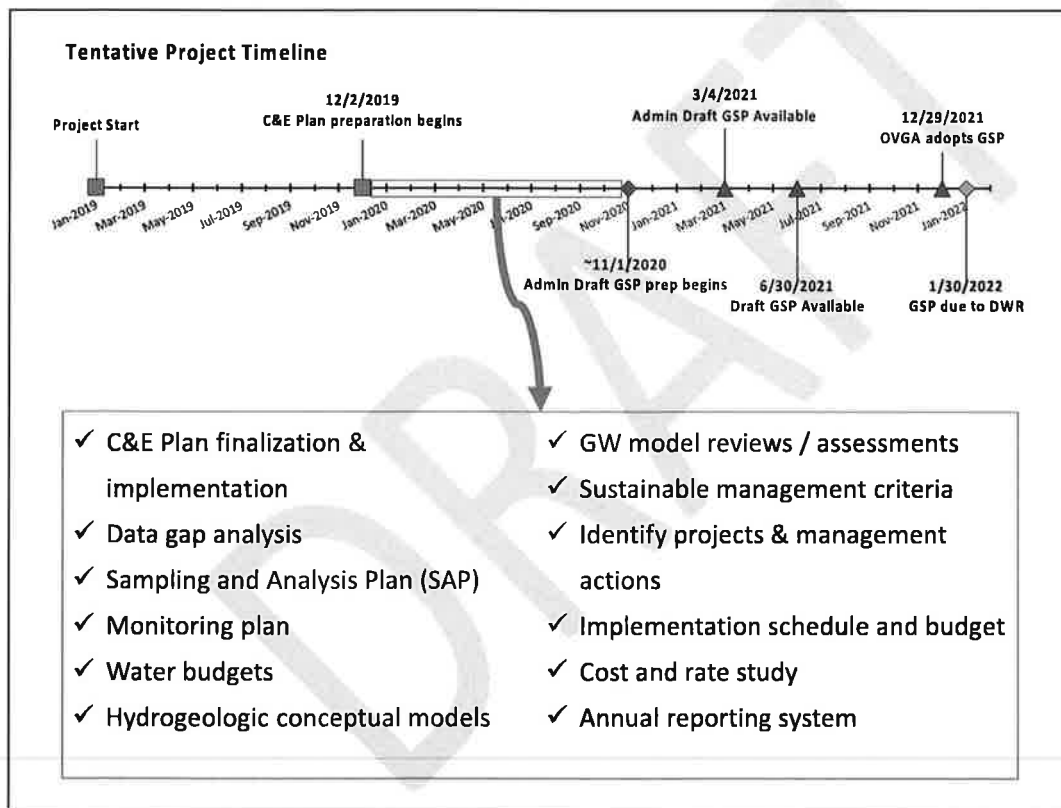 Tentative Project Timeline
Project Start
12/2/2019
C&E Plan preparation begins
3/4/2021
Admin Draft GSP Available
12/29/2021
OVGA adopts GSP
Jan-2019
Mar-2019
May-2019
Jul-2019
Sep-2019
Nov-2019
Jan-2020
Mar-2020
May-2020
Sep-2020
Nov-2020
Jan-2021
Mar-2021
May-2021
Jul-2021
Sep-2021
Nov-2021
Jan-2022
~11/1/2020
Admin Draft GSP prep begins
6/30/2021
Draft GSP Available
1/30/2022
GSP due to DWR
✓ C&E Plan finalization &
implementation
✓ Data gap analysis
✓ Sampling and Analysis Plan (SAP)
✓ Monitoring plan
✓ Water budgets
✓ Hydrogeologic conceptual models
✓ GW model reviews / assessments
✓ Sustainable management criteria
✓ Identify projects & management
actions
✓ Implementation schedule and budget
✓ Cost and rate study
✓ Annual reporting system
DRAFT